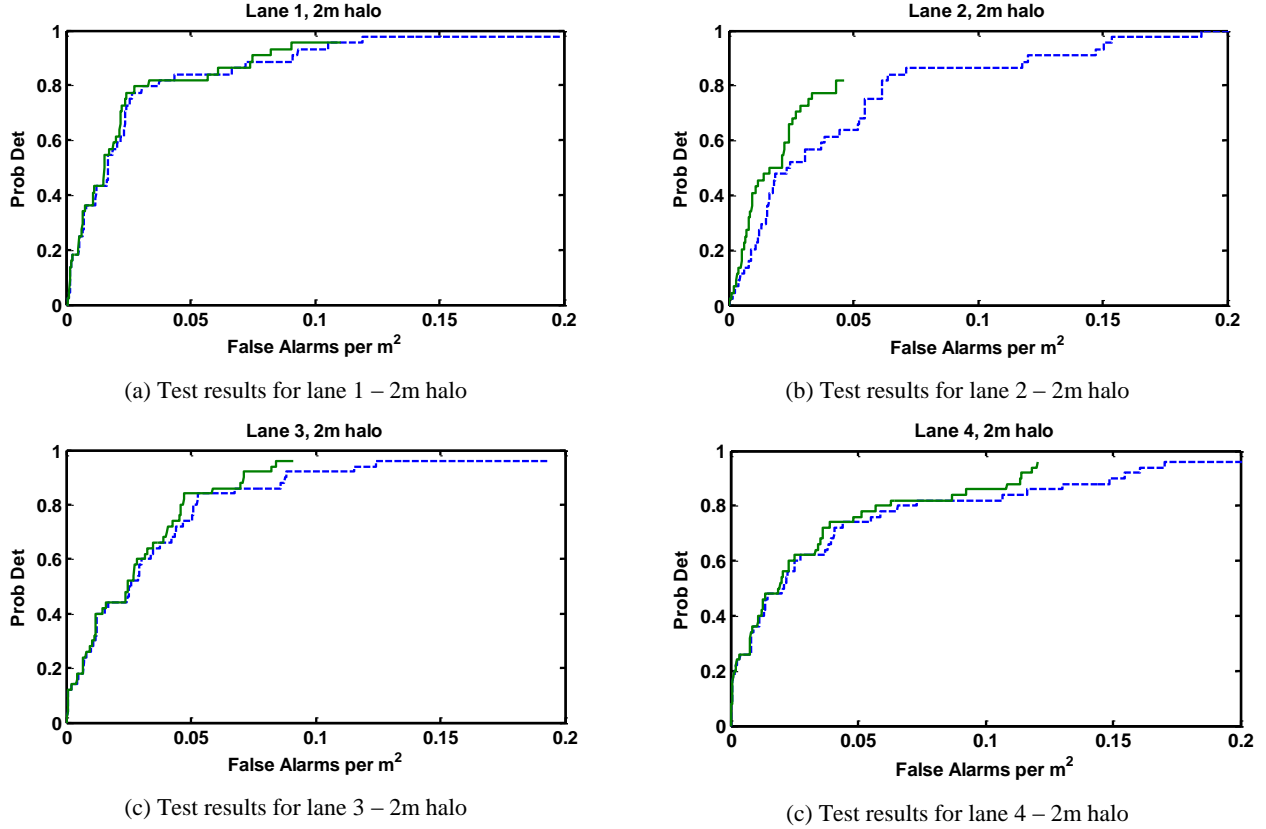 Lane 1, 2m halo
1
0.8
0.6
0.4
0.2
0
Prob Det
0 0.05 0.1 0.15 0.2
False Alarms per m²
(a) Test results for lane 1 – 2m halo
Lane 2, 2m halo
1
0.8
0.6
0.4
0.2
0
Prob Det
0 0.05 0.1 0.15 0.2
False Alarms per m²
(b) Test results for lane 2 – 2m halo
Lane 3, 2m halo
1
0.8
0.6
0.4
0.2
0
Prob Det
0 0.05 0.1 0.15 0.2
False Alarms per m²
(c) Test results for lane 3 – 2m halo
Lane 4, 2m halo
1
0.8
0.6
0.4
0.2
0
Prob Det
0 0.05 0.1 0.15 0.2
False Alarms per m²
(c) Test results for lane 4 – 2m halo